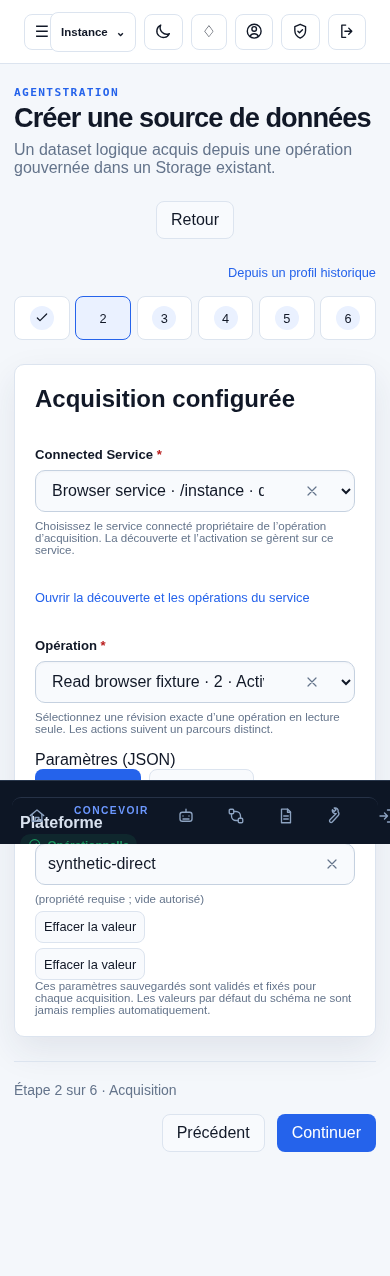 Instance
AGENTSTRATION
Créer une source de données
Un dataset logique acquis depuis une opération
gouvernée dans un Storage existant.
Retour
Depuis un profil historique
2 3 4 5 6
Acquisition configurée
Connected Service *
Browser service · /instance ·
Choisissez le service connecté propriétaire de l’opération
d’acquisition. La découverte et l’activation se gèrent sur ce
service.
Ouvrir la découverte et les opérations du service
Opération *
Read browser fixture · 2 ·
Sélectionnez une révision exacte d’une opération en lecture
seule. Les actions suivent un parcours distinct.
Paramètres (JSON)
CONCEVOIR
Plateforme
Opérationnelle
synthetic-direct
(propriété requise ; vide autorisé)
Effacer la valeur
Effacer la valeur
Ces paramètres sauvegardés sont validés et fixés pour
chaque acquisition. Les valeurs par défaut du schéma ne sont
jamais remplies automatiquement.
Étape 2 sur 6 · Acquisition
Précédent
Continuer